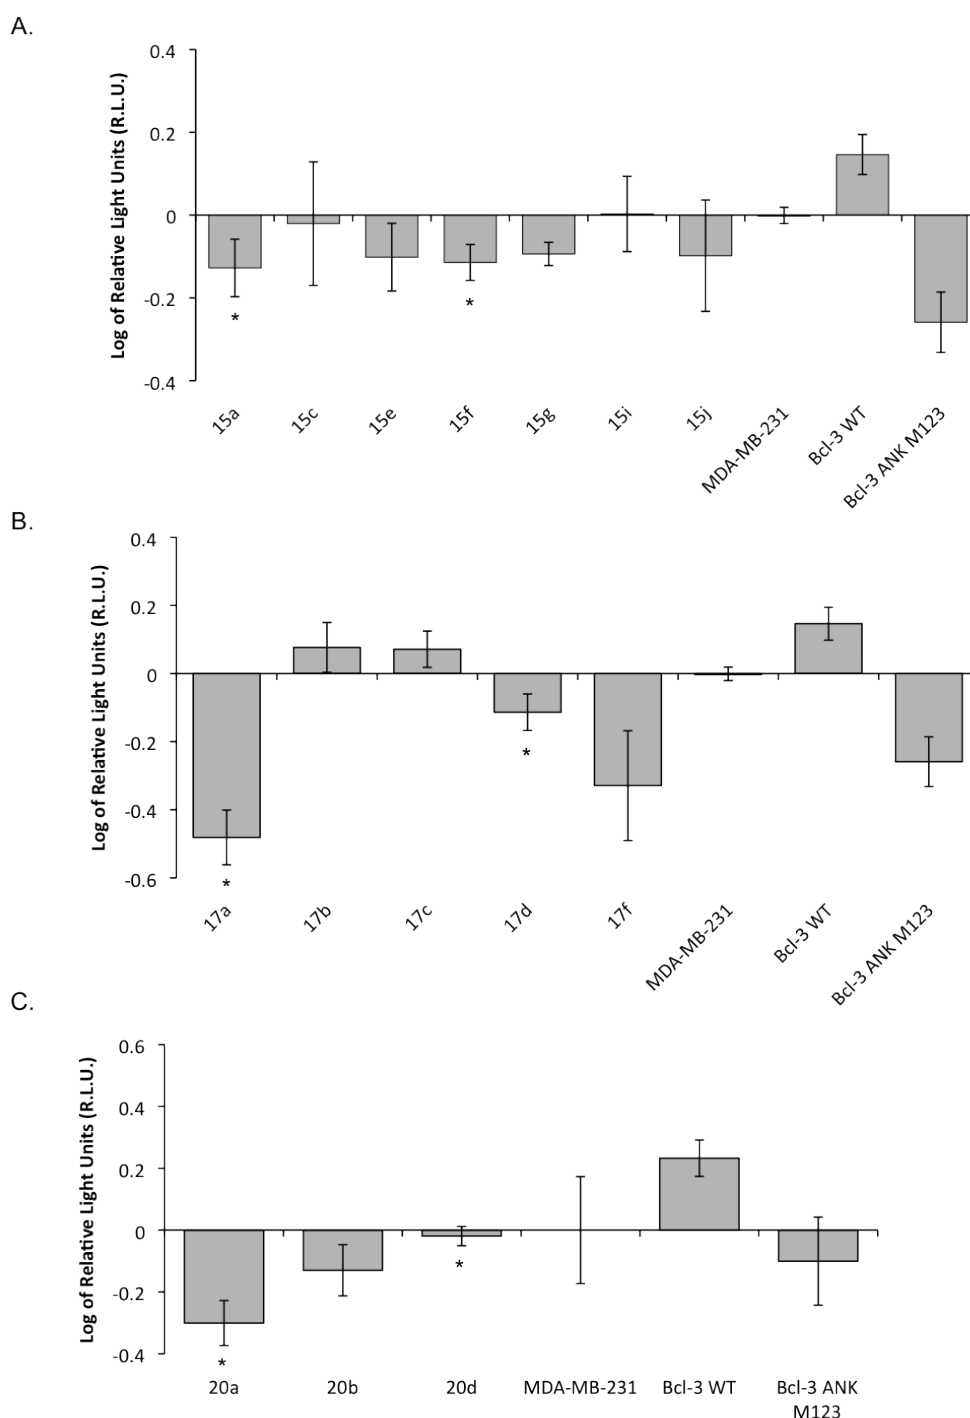 A.
Log of Relative Light Units (R.L.U.)
0.4
0.2
0
-0.2
-0.4
*
*
15a
15c
15e
15f
15g
15i
15j
MDA-MB-231
Bcl-3 WT
Bcl-3 ANK M123
B.
Log of Relative Light Units (R.L.U.)
0.4
0.2
0
-0.2
-0.4
-0.6
*
*
17a
17b
17c
17d
17f
MDA-MB-231
Bcl-3 WT
Bcl-3 ANK M123
C.
Log of Relative Light Units (R.L.U.)
0.6
0.4
0.2
0
-0.2
-0.4
*
*
20a
20b
20d
MDA-MB-231
Bcl-3 WT
Bcl-3 ANK
M123